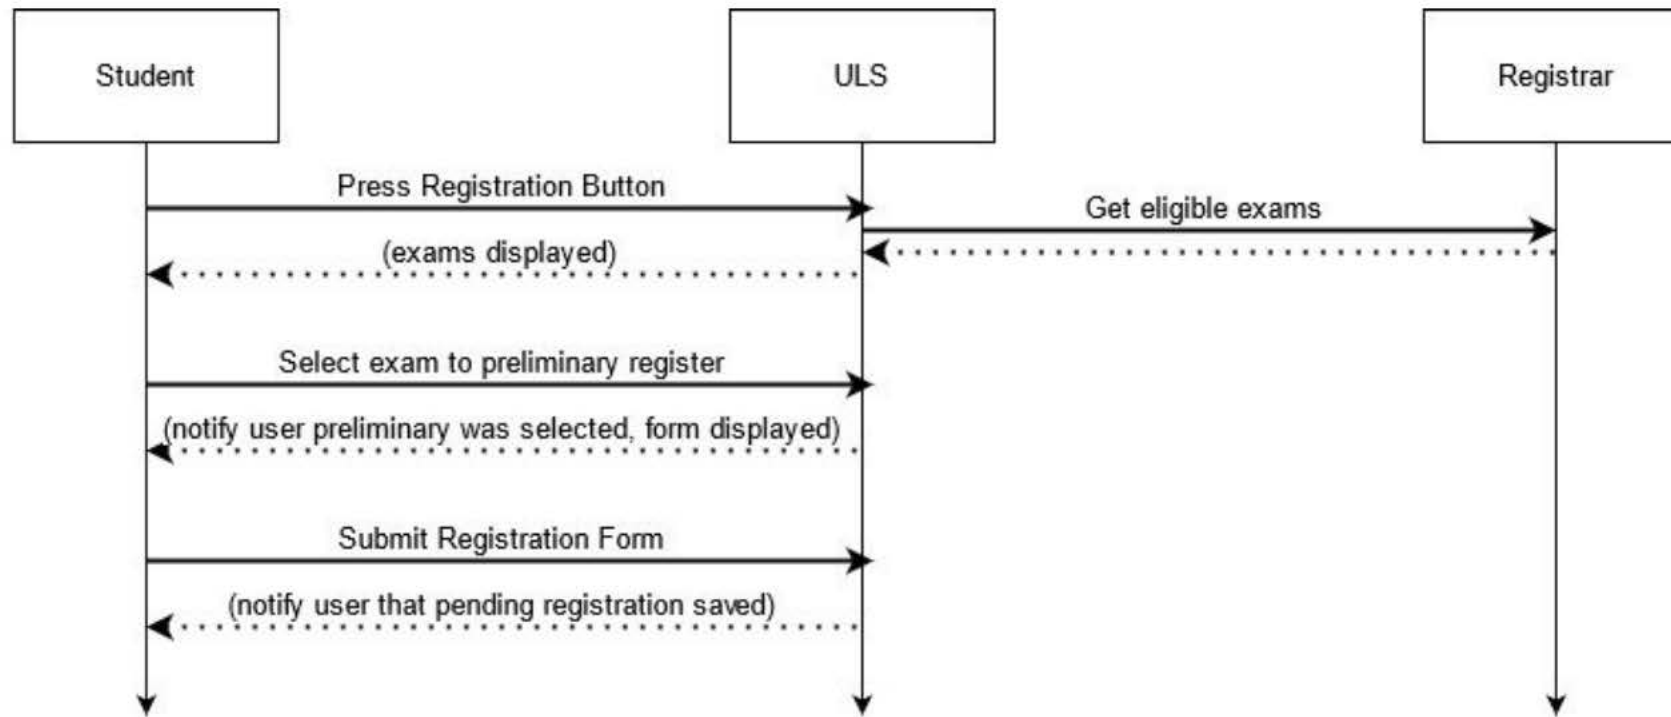 Student
ULS
Registrar
Press Registration Button
Get eligible exams
(exams displayed)
Select exam to preliminary register
(notify user preliminary was selected, form displayed)
Submit Registration Form
(notify user that pending registration saved)